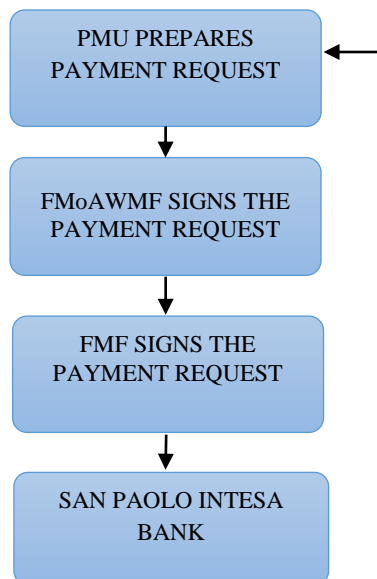 PMU PREPARES
PAYMENT REQUEST
FMoAWMF SIGNS THE
PAYMENT REQUEST
FMF SIGNS THE
PAYMENT REQUEST
SAN PAOLO INTESA
BANK